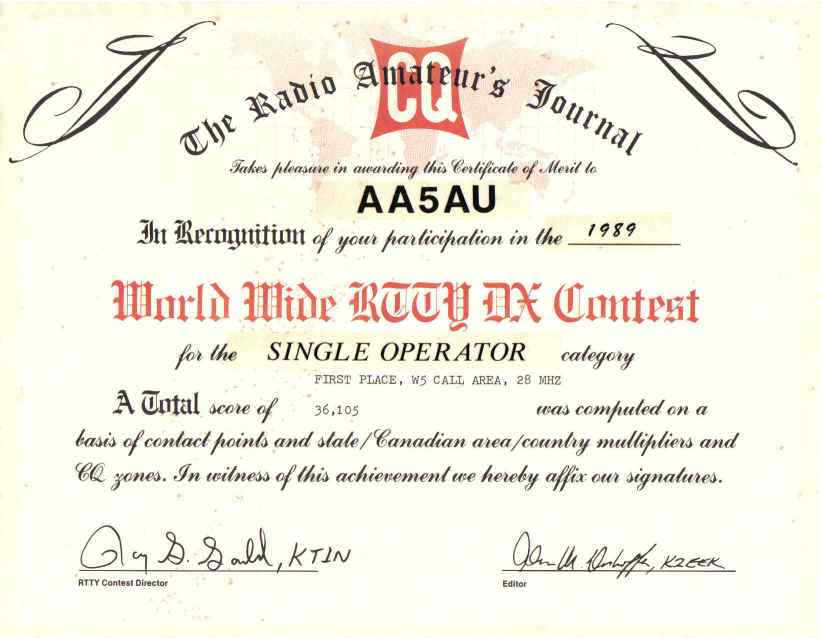 The Radio Amateur's Journal
CQ
Takes pleasure in awarding this Certificate of Merit to
AA5AU
In Recognition of your participation in the 1989
World Wide RTTY DX Contest
for the SINGLE OPERATOR category
FIRST PLACE, W5 CALL AREA, 28 MHZ
A Total score of 36,105 was computed on a
basis of contact points and state/Canadian area/country multipliers and
CQ zones. In witness of this achievement we hereby affix our signatures.
Roy G. Gould, KT1N
K2EEK
RTTY Contest Director
Editor